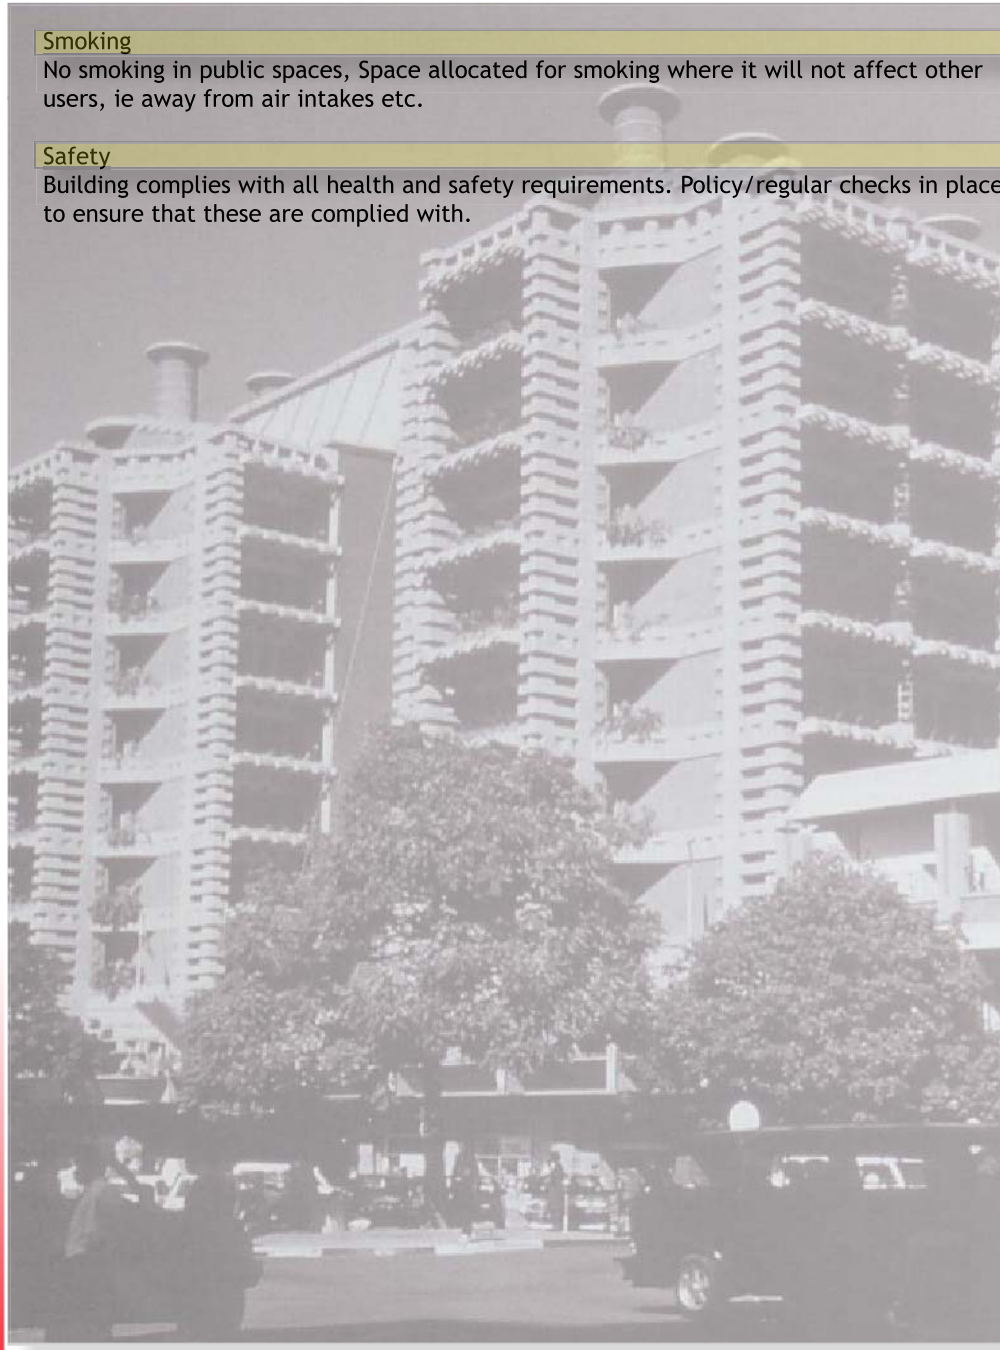 Smoking
No smoking in public spaces, Space allocated for smoking where it will not affect other
users, ie away from air intakes etc.
Safety
Building complies with all health and safety requirements. Policy/regular checks in place
to ensure that these are complied with.